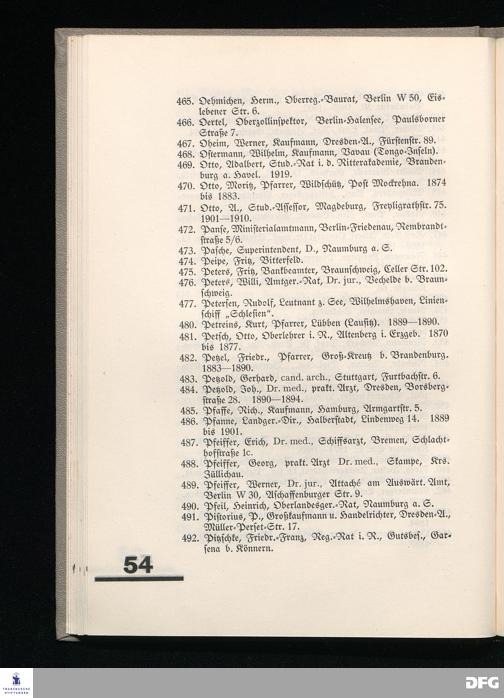 465. Oehmichen, Herm., Oberreg.-Baurat, Berlin W 50, Eis-
lebener Str. 6.
466. Oertel, Oberzollinspektor, Berlin-Halensee, Paulsborner
Straße 7.
467. Oheim, Werner, Kaufmann, Dresden-A., Fürstenstr. 89.
468. Ostermann, Wilhelm, Kaufmann, Vavau (Tongo-Inseln).
469. Otto, Adalbert, Stud.-Rat i. d. Ritterakademie, Branden-
burg a. Havel. 1919.
470. Otto, Moritz, Pfarrer, Wildschütz, Post Mockrehna. 1874
bis 1883.
471. Otto, A., Stud.-Assessor, Magdeburg, Freyligrathstr. 75.
1901—1910.
472. Panse, Ministerialamtmann, Berlin-Friedenau, Rembrandt-
straße 5/6.
473. Pasche, Superintendent, D., Naumburg a. S.
474. Peipe, Fritz, Bitterfeld.
475. Peters, Fritz, Bankbeamter, Braunschweig, Celler Str. 102.
476. Peters, Willi, Amtger.-Rat, Dr. jur., Vechelde b. Braun-
schweig.
477. Petersen, Rudolf, Leutnant z. See, Wilhelmshaven, Linien-
schiff „Schlesien“.
480. Petreins, Kurt, Pfarrer, Lübben (Lausitz). 1889—1890.
481. Petsch, Otto, Oberlehrer i. R., Altenberg i. Erzgeb. 1870
bis 1877.
482. Petzel, Friedr., Pfarrer, Groß-Kreutz b. Brandenburg.
1883—1890.
483. Petzold, Gerhard, cand. arch., Stuttgart, Furtbachstr. 6.
484. Petzold, Joh., Dr. med., prakt. Arzt, Dresden, Borsberg-
straße 28. 1890—1894.
485. Pfaffe, Rich., Kaufmann, Hamburg, Armgartstr. 5.
486. Pfanne, Landger.-Dir., Halberstadt, Lindenweg 14. 1889
bis 1901.
487. Pfeiffer, Erich, Dr. med., Schiffsarzt, Bremen, Schlacht-
hofstraße 1c.
488. Pfeiffer, Georg, prakt. Arzt Dr. med., Skampe, Krs.
Züllichau.
489. Pfeiffer, Werner, Dr. jur., Attaché am Auswärt. Amt,
Berlin W 30, Aschaffenburger Str. 9.
490. Pfeil, Heinrich, Oberlandesger.-Rat, Naumburg a. S.
491. Pistorius, P., Großkaufmann u. Handelrichter, Dresden-A.,
Müller-Perset-Str. 17.
492. Pitzschke, Friedr.-Franz, Reg.-Rat i. R., Gutsbes., Gar-
sena b. Könnern.
54
FRANCKESCHE
STIFTUNGEN
DFG